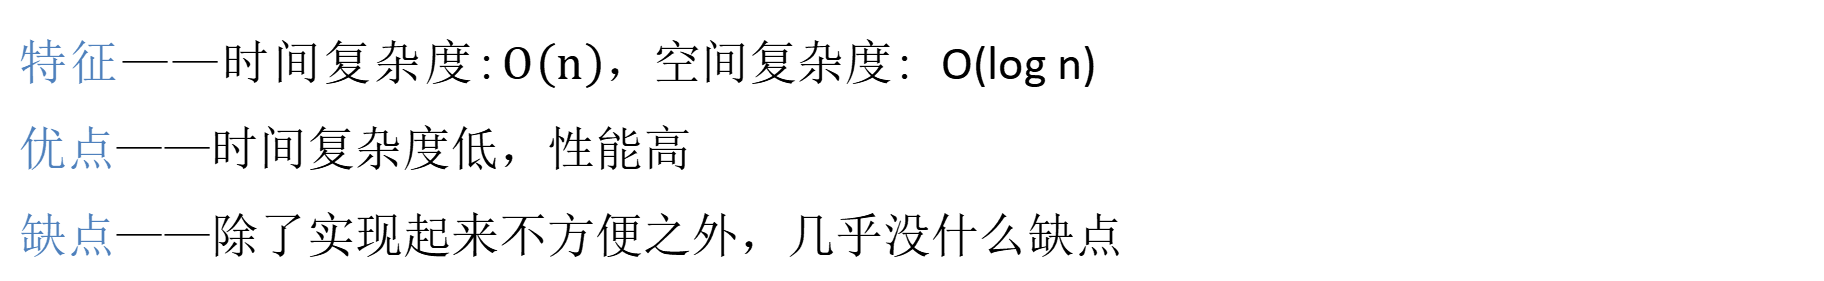 特征——时间复杂度:O(n)，空间复杂度： O(log n)
优点——时间复杂度低，性能高
缺点——除了实现起来不方便之外，几乎没什么缺点